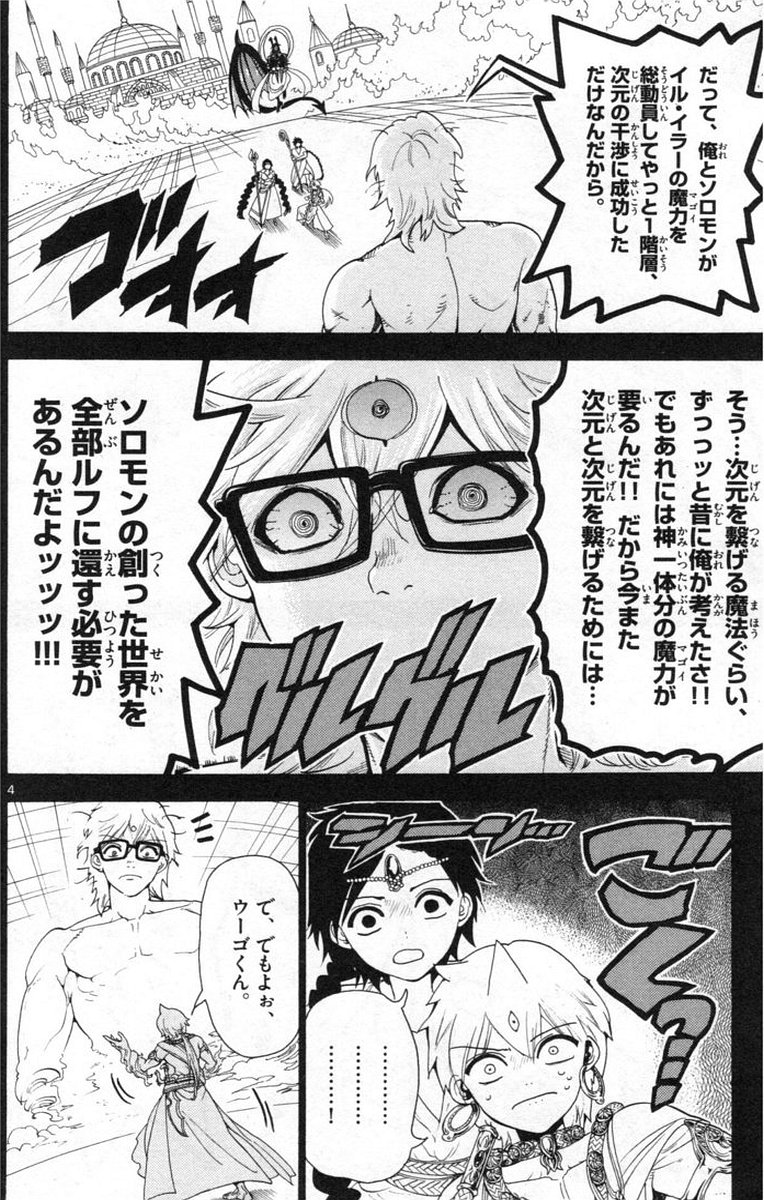 だって、俺とソロモンが
イル・イラーの魔力を
総動員してやっと1階層、
次元の干渉に成功した
だけなんだから。
ゴオォォ
そう…次元を繋げる魔法ぐらい、
ずっっッと昔に俺が考えたさ!!
でもあれには神一体分の魔力が
要るんだ!! だから今また
次元と次元を繋げるためには…
ソロモンの創った世界を
全部ルフに還す必要が
あるんだよッッッ!!!
グルグル
4
シーーーン…
ごくっ…
…………
…………
…………!
で、でもよぉ、
ウーゴくん。